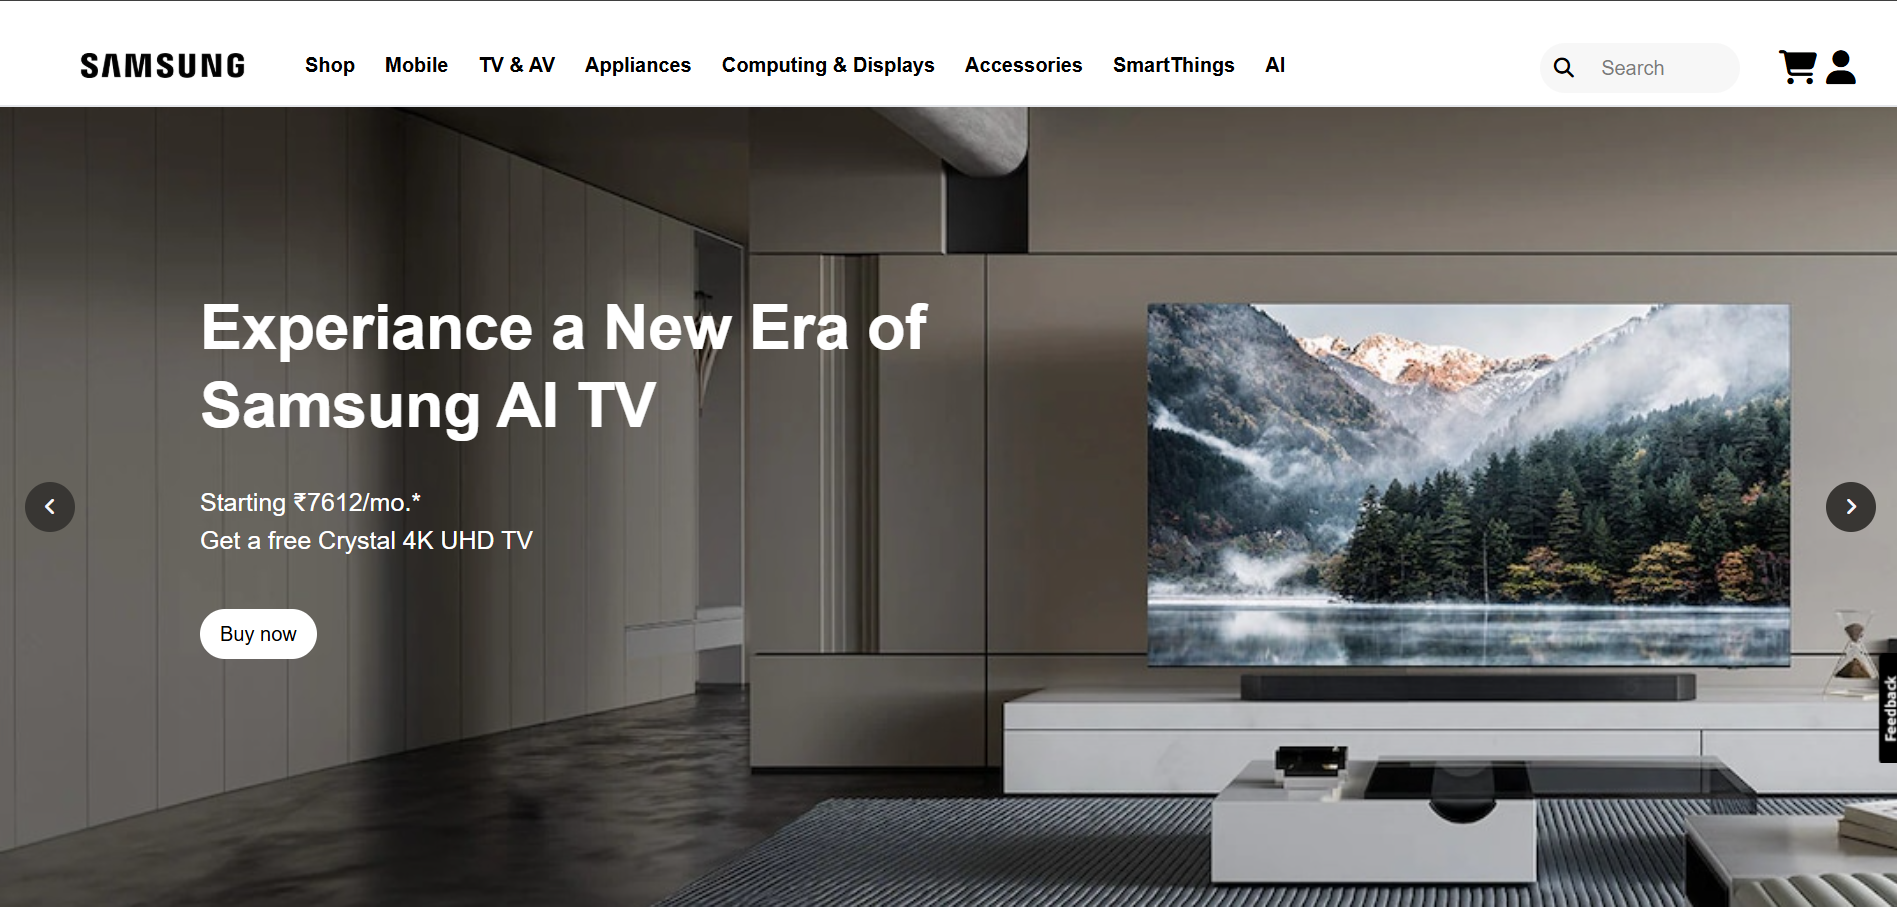 SAMSUNG
Shop Mobile TV & AV Appliances Computing & Displays Accessories SmartThings AI
Search
Experiance a New Era of
Samsung AI TV
Starting ₹7612/mo.*
Get a free Crystal 4K UHD TV
Buy now
Feedback